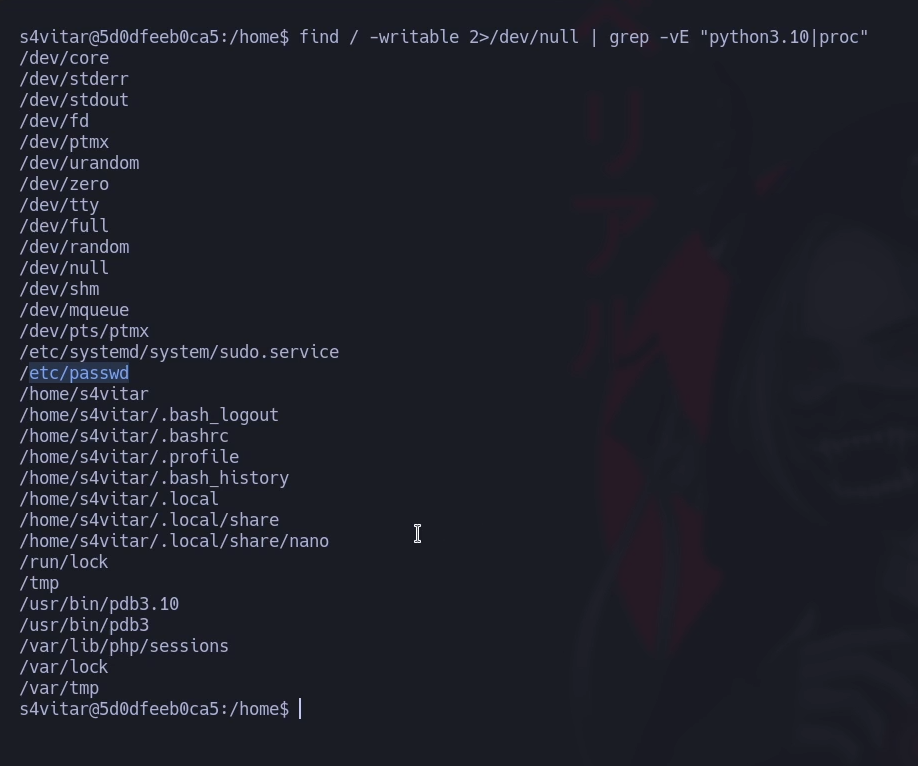 s4vitar@5d0dfeeb0ca5:/home$ find / -writable 2>/dev/null | grep -vE "python3.10|proc"
/dev/core
/dev/stderr
/dev/stdout
/dev/fd
/dev/ptmx
/dev/urandom
/dev/zero
/dev/tty
/dev/full
/dev/random
/dev/null
/dev/shm
/dev/mqueue
/dev/pts/ptmx
/etc/systemd/system/sudo.service
/etc/passwd
/home/s4vitar
/home/s4vitar/.bash_logout
/home/s4vitar/.bashrc
/home/s4vitar/.profile
/home/s4vitar/.bash_history
/home/s4vitar/.local
/home/s4vitar/.local/share
/home/s4vitar/.local/share/nano
/run/lock
/tmp
/usr/bin/pdb3.10
/usr/bin/pdb3
/var/lib/php/sessions
/var/lock
/var/tmp
s4vitar@5d0dfeeb0ca5:/home$
リアル